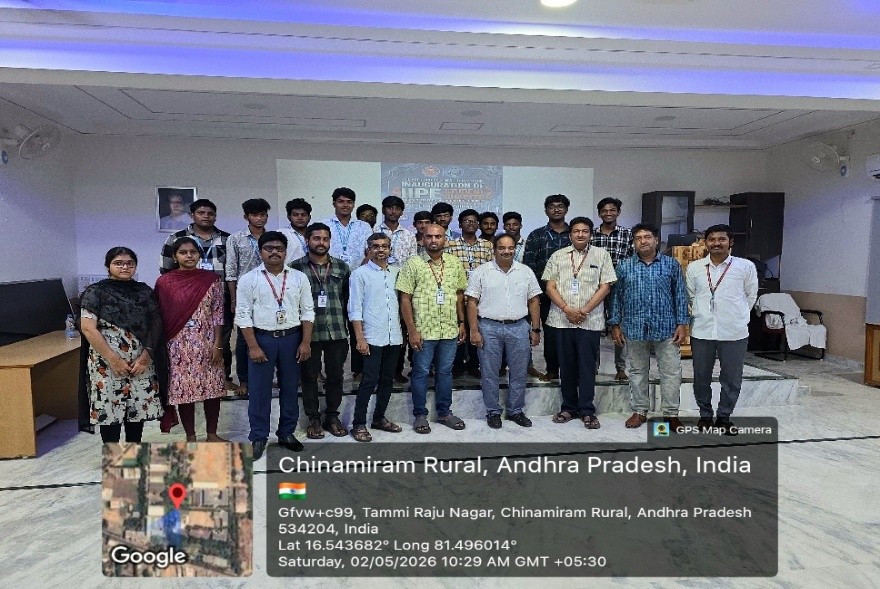 INAUGURATION OF
GPS Map Camera
Chinamiram Rural, Andhra Pradesh, India
Gfvw+c99, Tammi Raju Nagar, Chinamiram Rural, Andhra Pradesh
534204, India
Lat 16.543682° Long 81.496014°
Saturday, 02/05/2026 10:29 AM GMT +05:30
Google